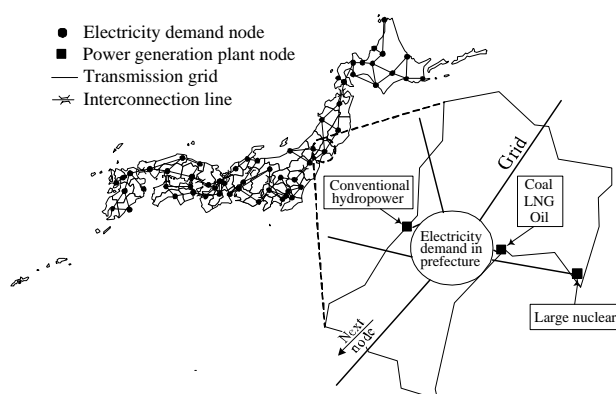 Electricity demand node
Power generation plant node
Transmission grid
Interconnection line
Grid
Conventional
hydropower
Coal
LNG
Oil
Electricity
demand in
prefecture
Large nuclear
Next
node